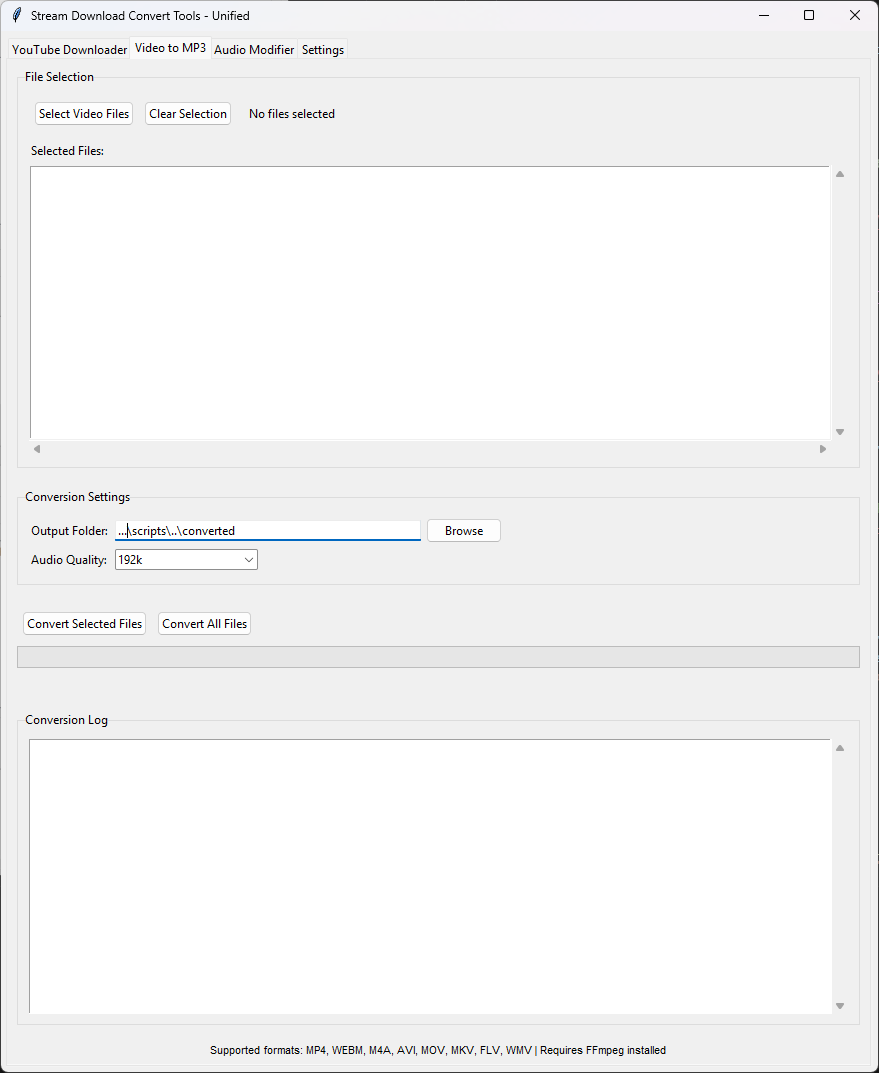 Stream Download Convert Tools - Unified
YouTube Downloader Video to MP3 Audio Modifier Settings
File Selection
Select Video Files Clear Selection No files selected
Selected Files:
Conversion Settings
Output Folder: ...\scripts\..\converted Browse
Audio Quality: 192k
Convert Selected Files Convert All Files
Conversion Log
Supported formats: MP4, WEBM, M4A, AVI, MOV, MKV, FLV, WMV | Requires FFmpeg installed